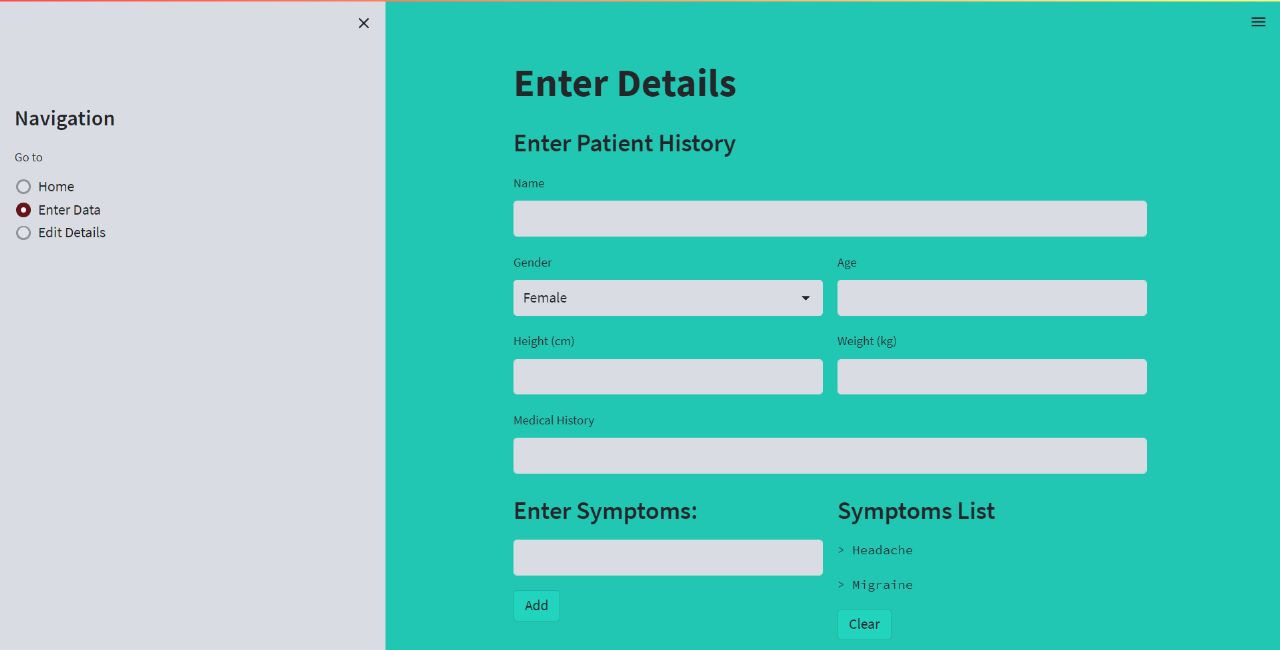 Navigation
Go to
Home
Enter Data
Edit Details
Enter Details
Enter Patient History
Name
Gender Age
Female
Height (cm) Weight (kg)
Medical History
Enter Symptoms: Symptoms List
> Headache
> Migraine
Add
Clear